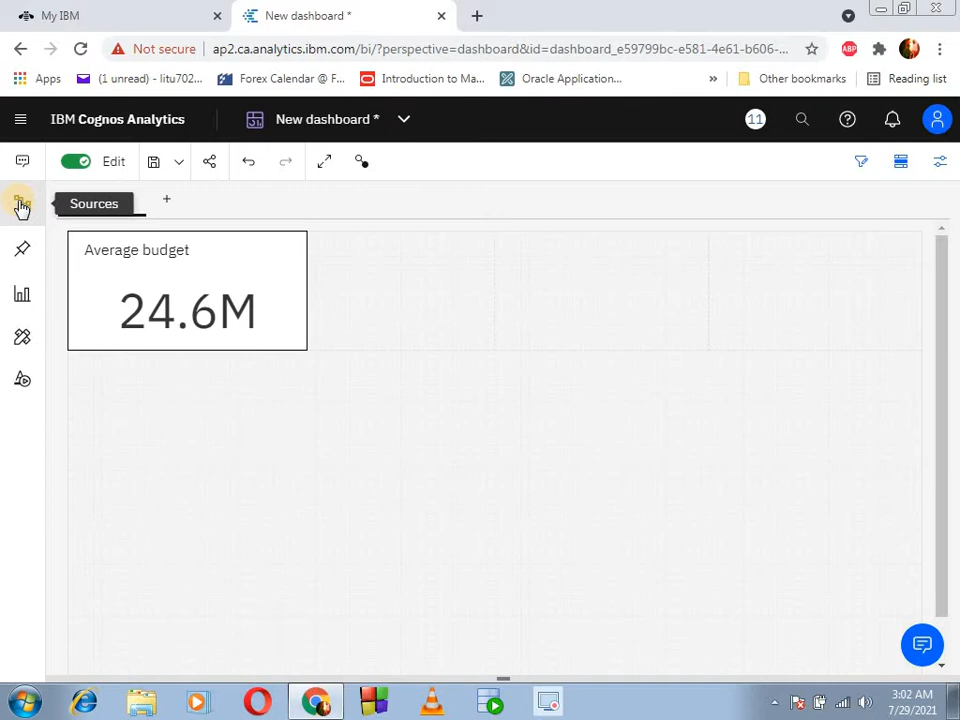 My IBM
New dashboard *
Not secure
ap2.ca.analytics.ibm.com/bi/?perspective=dashboard&id=dashboard_e59799bc-e581-4e61-b606-...
ABP
Apps
(1 unread) - litu702...
Forex Calendar @ F...
Introduction to Ma...
Oracle Application...
»
Other bookmarks
Reading list
IBM Cognos Analytics
New dashboard *
11
Edit
Sources
Average budget
24.6M
3:02 AM
7/29/2021